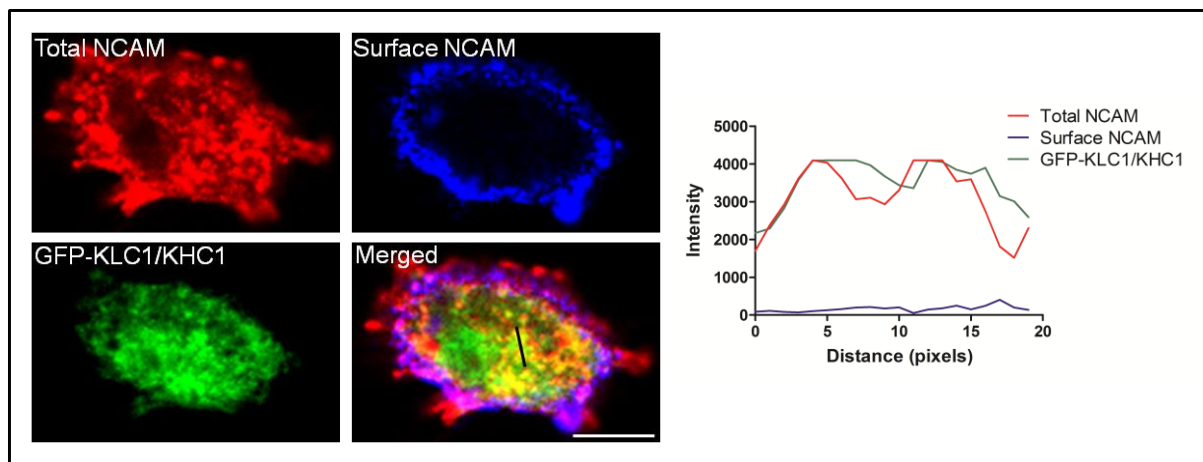 Total NCAM
Surface NCAM
GFP-KLC1/KHC1
Merged
Total NCAM
Surface NCAM
GFP-KLC1/KHC1
5000
4000
3000
2000
1000
0
Intensity
0 5 10 15 20
Distance (pixels)